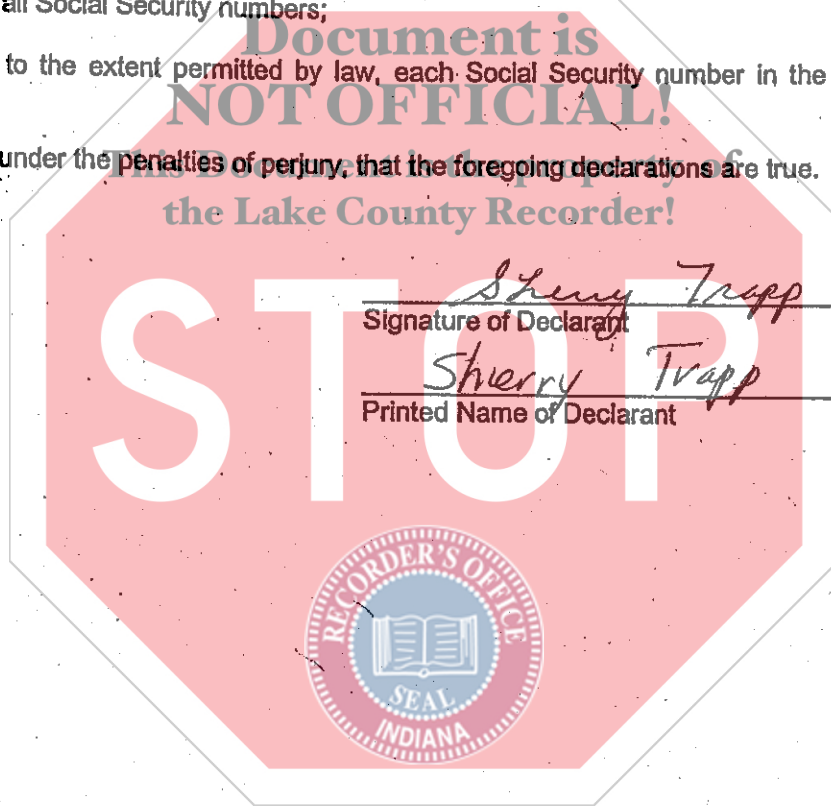 all Social Security numbers;
Document is
to the extent permitted by law, each Social Security number in the
NOT OFFICIAL!
under the penalties of perjury, that the foregoing declarations are true.
This Document is the property of
the Lake County Recorder!
Sherry Trapp
Signature of Declarant
Sherry Trapp
Printed Name of Declarant
STOP
RECORDER'S OFFICE
SEAL
INDIANA